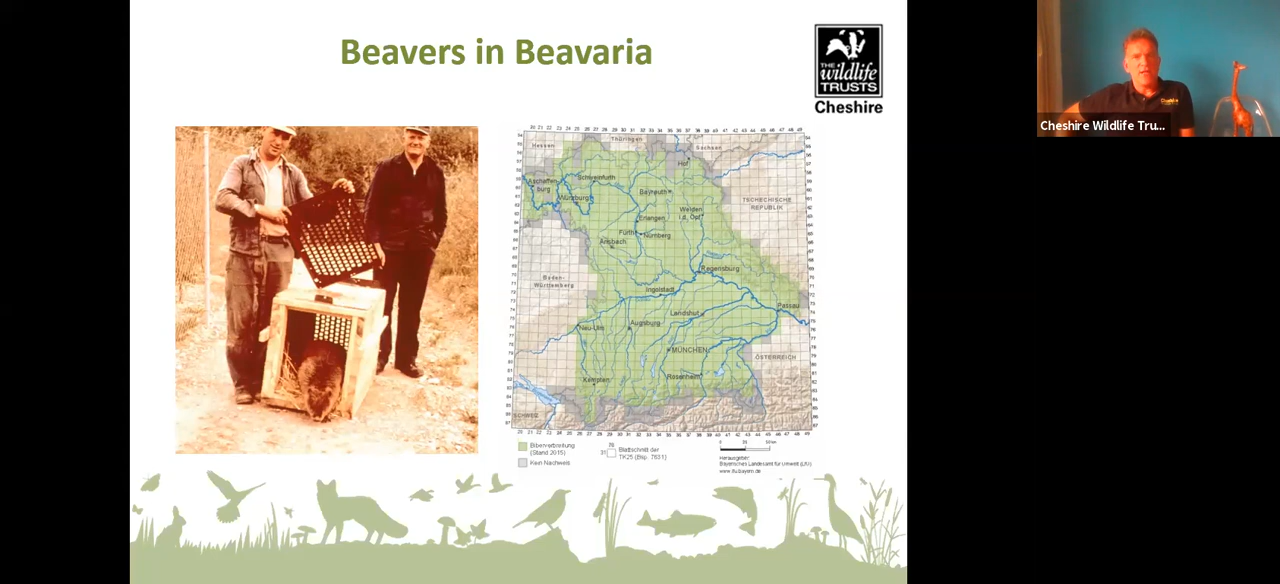 Beavers in Beavaria
THE
wildlife
TRUSTS
Cheshire
Cheshire Wildlife Tru...
Hessen
Thüringen
Sachsen
Hof
Aschaffen-
burg
Schweinfurth
Würzburg
Bayreuth
Weiden
i.d. Opf.
TSCHECHISCHE
REPUBLIK
Erlangen
Fürth
Nürnberg
Ansbach
Regensburg
Baden-
Württemberg
Ingolstadt
Passau
Landshut
Neu-Ulm
Augsburg
MÜNCHEN
ÖSTERREICH
Kempten
Rosenheim
SCHWEIZ
Biberverbreitung
(Stand 2015)
Kein Nachweis
Blattschnitt der
TK25 (Bsp. 7631)
Herausgeber:
Bayerisches Landesamt für Umwelt (LfU)
www.lfu.bayern.de